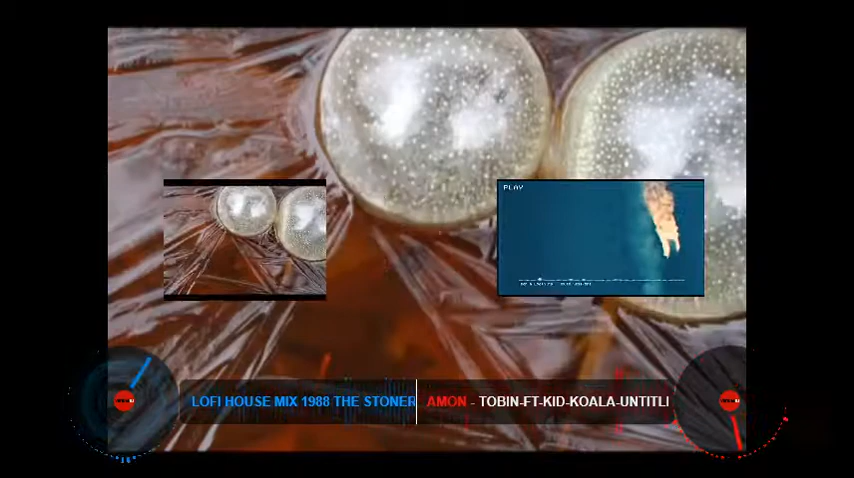 PLAY
LOFI HOUSE MIX 1988 THE STONER
AMON - TOBIN-FT-KID-KOALA-UNTITLI